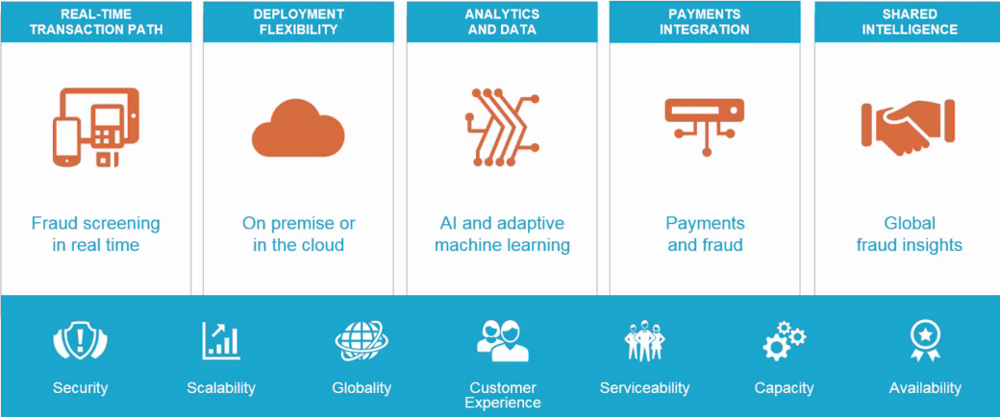 REAL-TIME
TRANSACTION PATH
DEPLOYMENT
FLEXIBILITY
ANALYTICS
AND DATA
PAYMENTS
INTEGRATION
SHARED
INTELLIGENCE
Fraud screening
in real time
On premise or
in the cloud
AI and adaptive
machine learning
Payments
and fraud
Global
fraud insights
Security
Scalability
Globality
Customer
Experience
Serviceability
Capacity
Availability